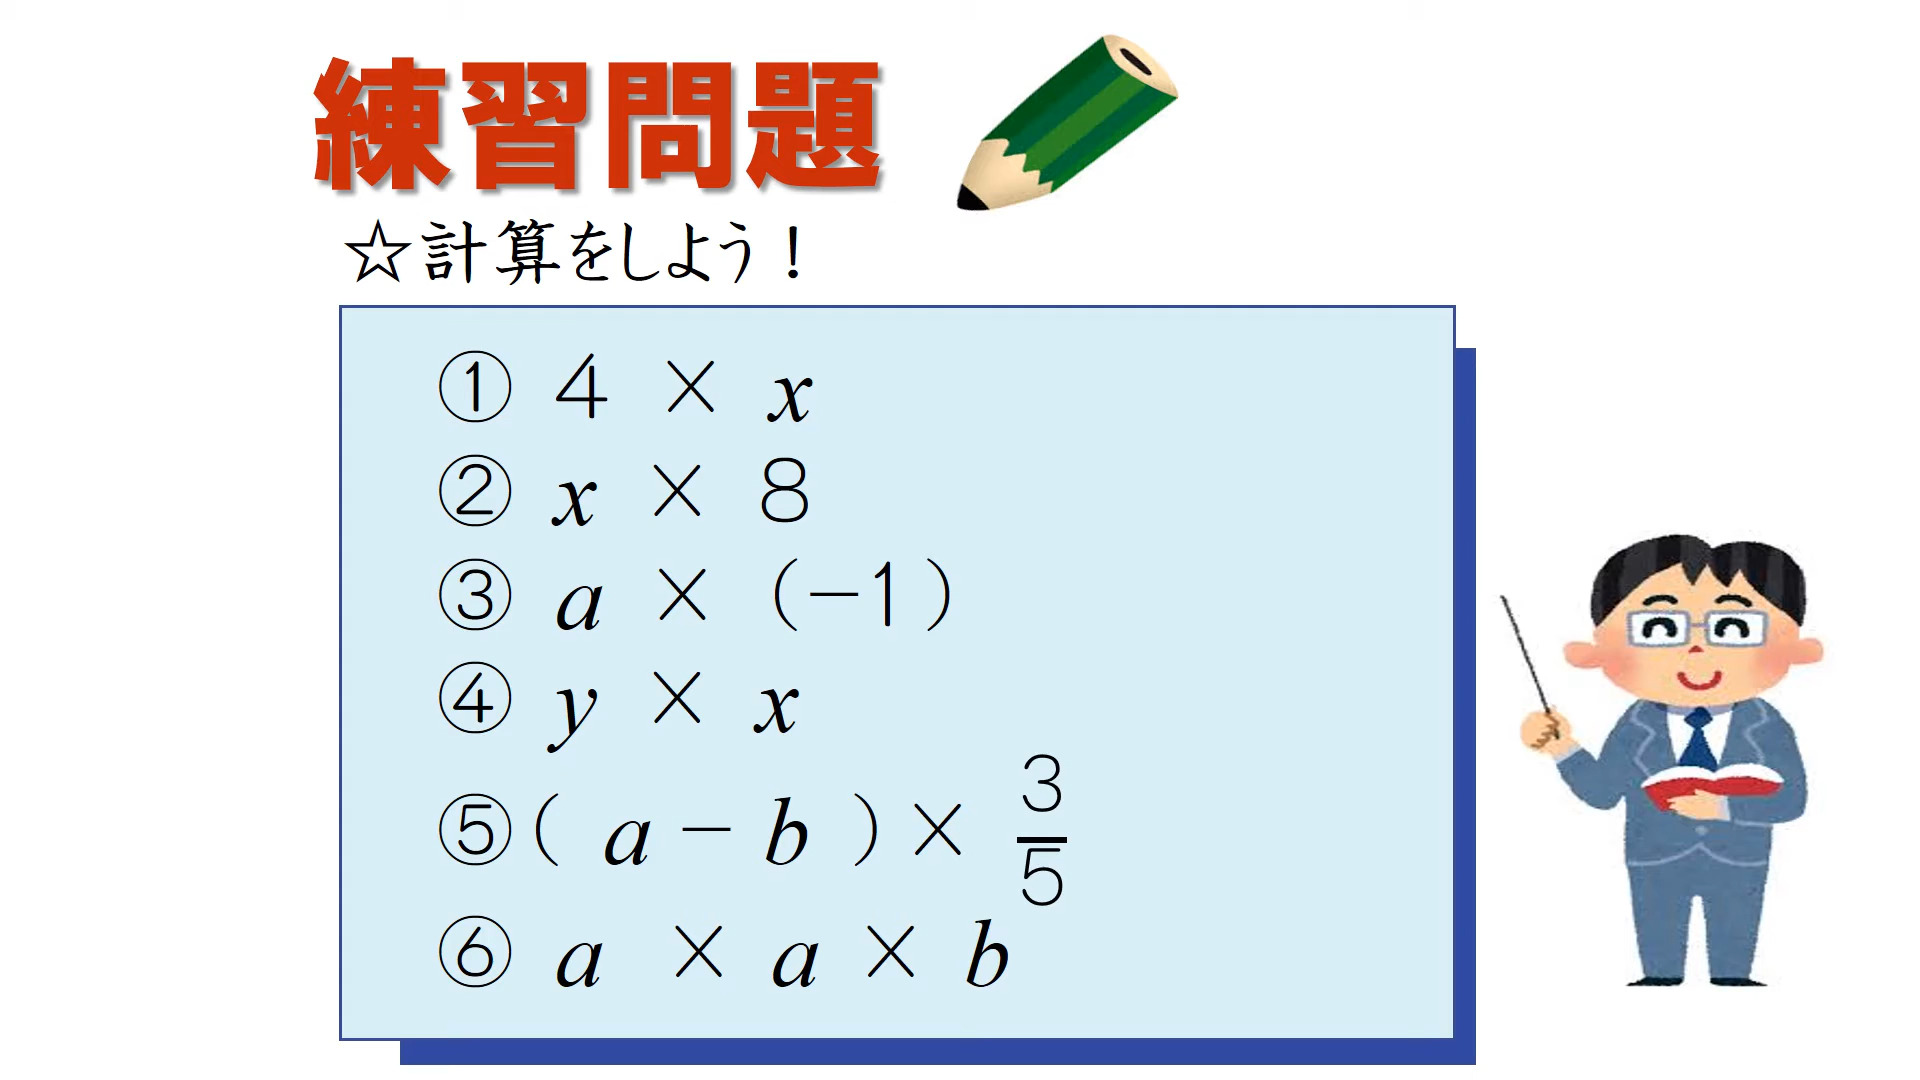 練習問題
☆計算をしよう！
① 4 × x
② x × 8
③ a × (−1)
④ y × x
⑤ ( a − b ) × 3/5
⑥ a × a × b